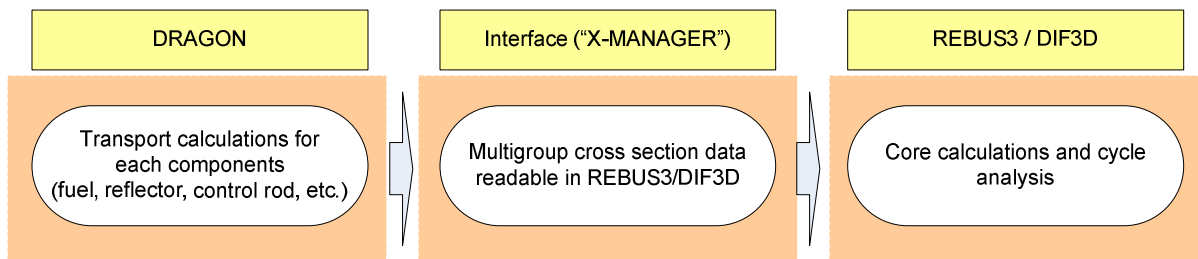 DRAGON
Transport calculations for
each components
(fuel, reflector, control rod, etc.)
Interface ("X-MANAGER")
Multigroup cross section data
readable in REBUS3/DIF3D
REBUS3 / DIF3D
Core calculations and cycle
analysis